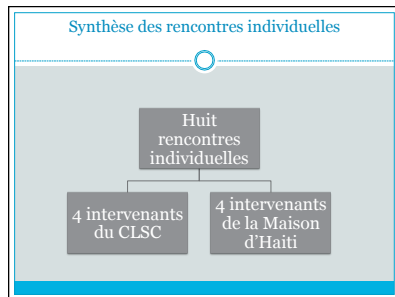 Synthèse des rencontres individuelles
Huit
rencontres
individuelles
4 intervenants
du CLSC
4 intervenants
de la Maison
d'Haiti